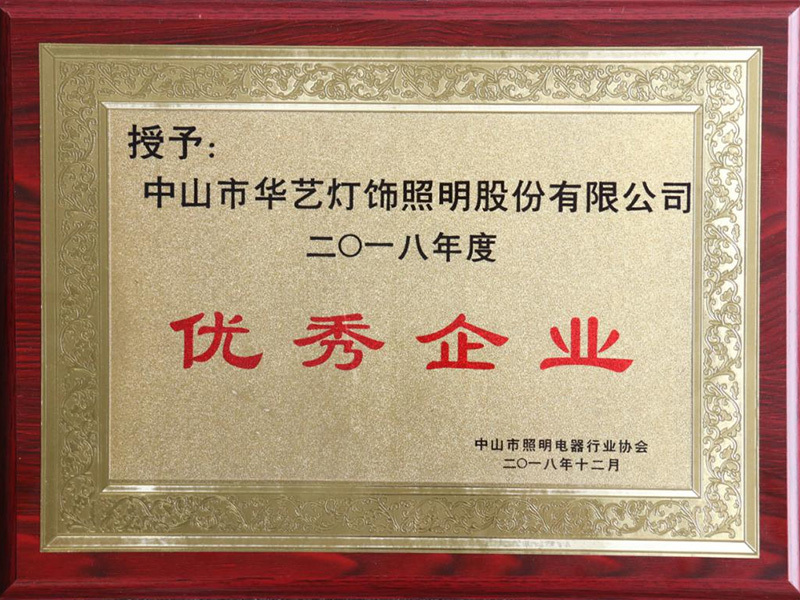 授予：
中山市华艺灯饰照明股份有限公司
二〇一八年度
优秀企业
中山市照明电器行业协会
二〇一八年十二月